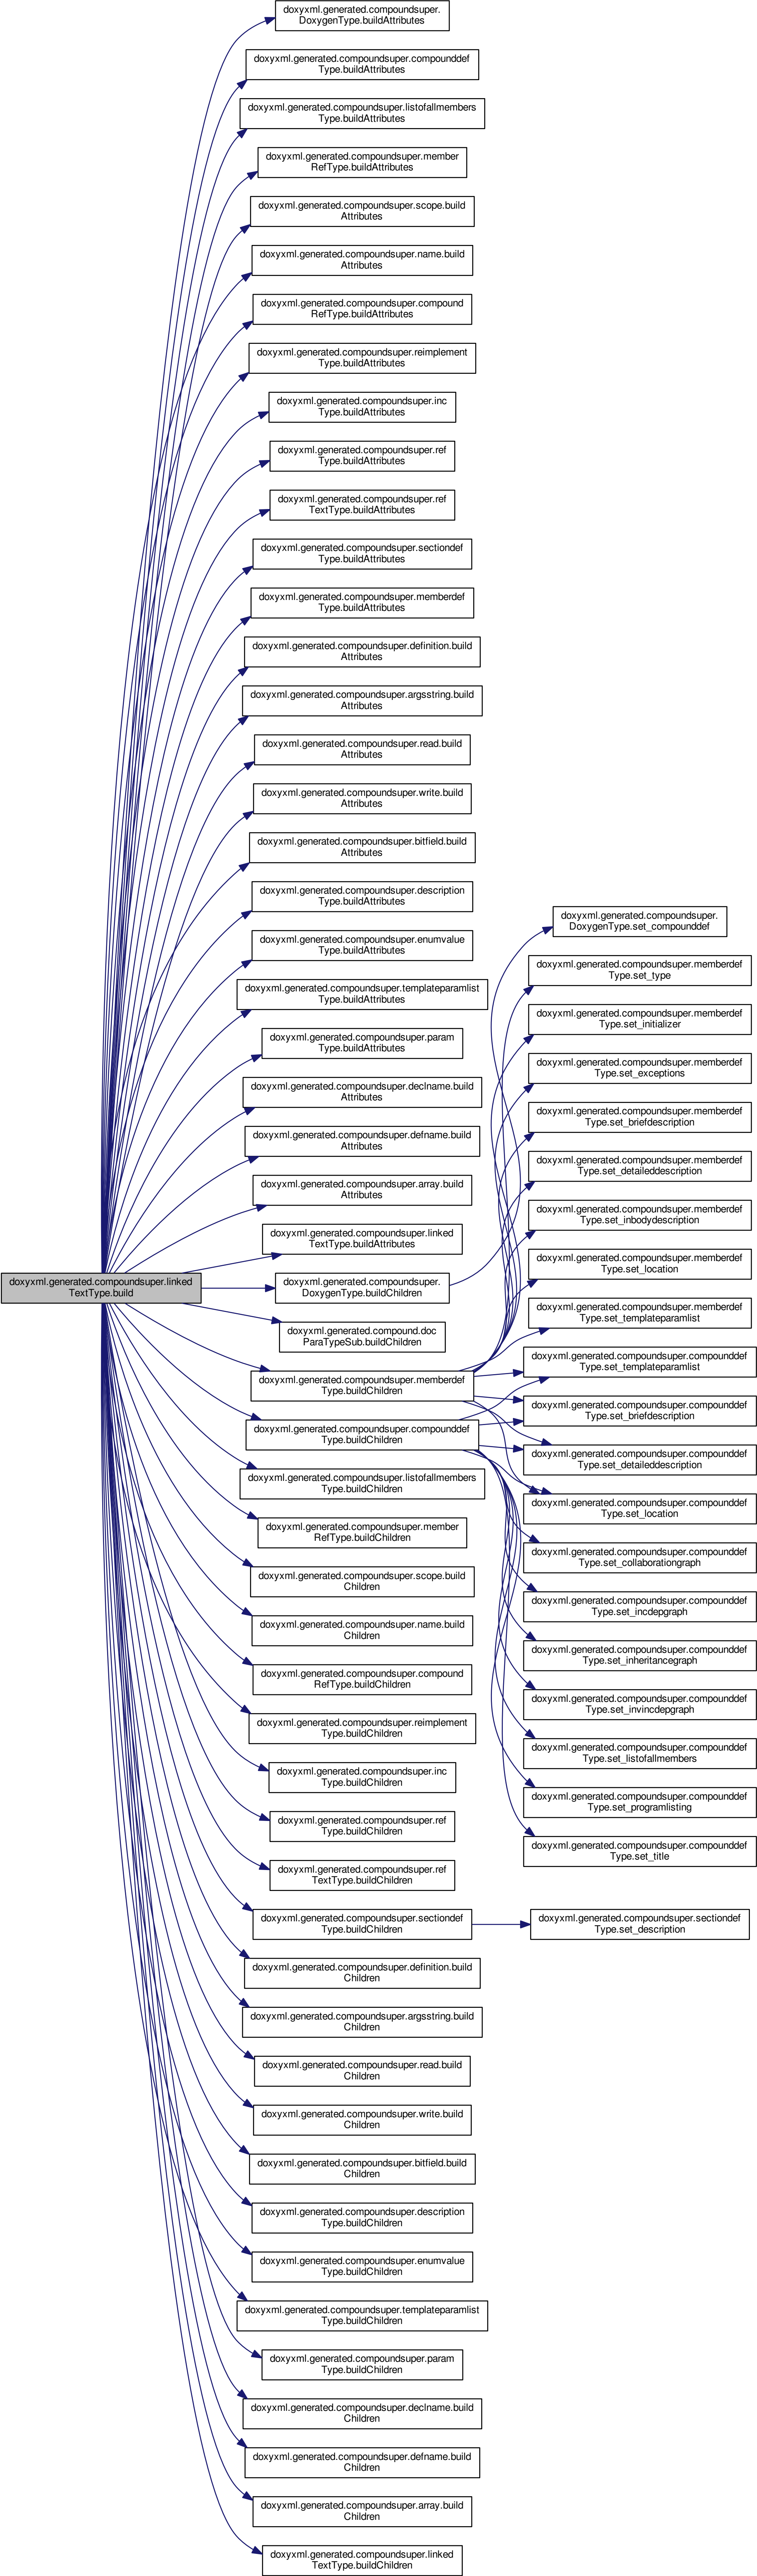 doxyxml.generated.compoundsuper.
DoxygenType.buildAttributes
doxyxml.generated.compoundsuper.compounddef
Type.buildAttributes
doxyxml.generated.compoundsuper.listofallmembers
Type.buildAttributes
doxyxml.generated.compoundsuper.member
RefType.buildAttributes
doxyxml.generated.compoundsuper.scope.build
Attributes
doxyxml.generated.compoundsuper.name.build
Attributes
doxyxml.generated.compoundsuper.compound
RefType.buildAttributes
doxyxml.generated.compoundsuper.reimplement
Type.buildAttributes
doxyxml.generated.compoundsuper.inc
Type.buildAttributes
doxyxml.generated.compoundsuper.ref
Type.buildAttributes
doxyxml.generated.compoundsuper.ref
TextType.buildAttributes
doxyxml.generated.compoundsuper.sectiondef
Type.buildAttributes
doxyxml.generated.compoundsuper.memberdef
Type.buildAttributes
doxyxml.generated.compoundsuper.definition.build
Attributes
doxyxml.generated.compoundsuper.argsstring.build
Attributes
doxyxml.generated.compoundsuper.read.build
Attributes
doxyxml.generated.compoundsuper.write.build
Attributes
doxyxml.generated.compoundsuper.bitfield.build
Attributes
doxyxml.generated.compoundsuper.description
Type.buildAttributes
doxyxml.generated.compoundsuper.enumvalue
Type.buildAttributes
doxyxml.generated.compoundsuper.templateparamlist
Type.buildAttributes
doxyxml.generated.compoundsuper.param
Type.buildAttributes
doxyxml.generated.compoundsuper.declname.build
Attributes
doxyxml.generated.compoundsuper.defname.build
Attributes
doxyxml.generated.compoundsuper.array.build
Attributes
doxyxml.generated.compoundsuper.linked
TextType.buildAttributes
doxyxml.generated.compoundsuper.linked
TextType.build
doxyxml.generated.compoundsuper.
DoxygenType.buildChildren
doxyxml.generated.compound.doc
ParaTypeSub.buildChildren
doxyxml.generated.compoundsuper.memberdef
Type.buildChildren
doxyxml.generated.compoundsuper.compounddef
Type.buildChildren
doxyxml.generated.compoundsuper.listofallmembers
Type.buildChildren
doxyxml.generated.compoundsuper.member
RefType.buildChildren
doxyxml.generated.compoundsuper.scope.build
Children
doxyxml.generated.compoundsuper.name.build
Children
doxyxml.generated.compoundsuper.compound
RefType.buildChildren
doxyxml.generated.compoundsuper.reimplement
Type.buildChildren
doxyxml.generated.compoundsuper.inc
Type.buildChildren
doxyxml.generated.compoundsuper.ref
Type.buildChildren
doxyxml.generated.compoundsuper.ref
TextType.buildChildren
doxyxml.generated.compoundsuper.sectiondef
Type.buildChildren
doxyxml.generated.compoundsuper.definition.build
Children
doxyxml.generated.compoundsuper.argsstring.build
Children
doxyxml.generated.compoundsuper.read.build
Children
doxyxml.generated.compoundsuper.write.build
Children
doxyxml.generated.compoundsuper.bitfield.build
Children
doxyxml.generated.compoundsuper.description
Type.buildChildren
doxyxml.generated.compoundsuper.enumvalue
Type.buildChildren
doxyxml.generated.compoundsuper.templateparamlist
Type.buildChildren
doxyxml.generated.compoundsuper.param
Type.buildChildren
doxyxml.generated.compoundsuper.declname.build
Children
doxyxml.generated.compoundsuper.defname.build
Children
doxyxml.generated.compoundsuper.array.build
Children
doxyxml.generated.compoundsuper.linked
TextType.buildChildren
doxyxml.generated.compoundsuper.
DoxygenType.set_compounddef
doxyxml.generated.compoundsuper.memberdef
Type.set_type
doxyxml.generated.compoundsuper.memberdef
Type.set_initializer
doxyxml.generated.compoundsuper.memberdef
Type.set_exceptions
doxyxml.generated.compoundsuper.memberdef
Type.set_briefdescription
doxyxml.generated.compoundsuper.memberdef
Type.set_detaileddescription
doxyxml.generated.compoundsuper.memberdef
Type.set_inbodydescription
doxyxml.generated.compoundsuper.memberdef
Type.set_location
doxyxml.generated.compoundsuper.memberdef
Type.set_templateparamlist
doxyxml.generated.compoundsuper.compounddef
Type.set_templateparamlist
doxyxml.generated.compoundsuper.compounddef
Type.set_briefdescription
doxyxml.generated.compoundsuper.compounddef
Type.set_detaileddescription
doxyxml.generated.compoundsuper.compounddef
Type.set_location
doxyxml.generated.compoundsuper.compounddef
Type.set_collaborationgraph
doxyxml.generated.compoundsuper.compounddef
Type.set_incdepgraph
doxyxml.generated.compoundsuper.compounddef
Type.set_inheritancegraph
doxyxml.generated.compoundsuper.compounddef
Type.set_invincdepgraph
doxyxml.generated.compoundsuper.compounddef
Type.set_listofallmembers
doxyxml.generated.compoundsuper.compounddef
Type.set_programlisting
doxyxml.generated.compoundsuper.compounddef
Type.set_title
doxyxml.generated.compoundsuper.sectiondef
Type.set_description